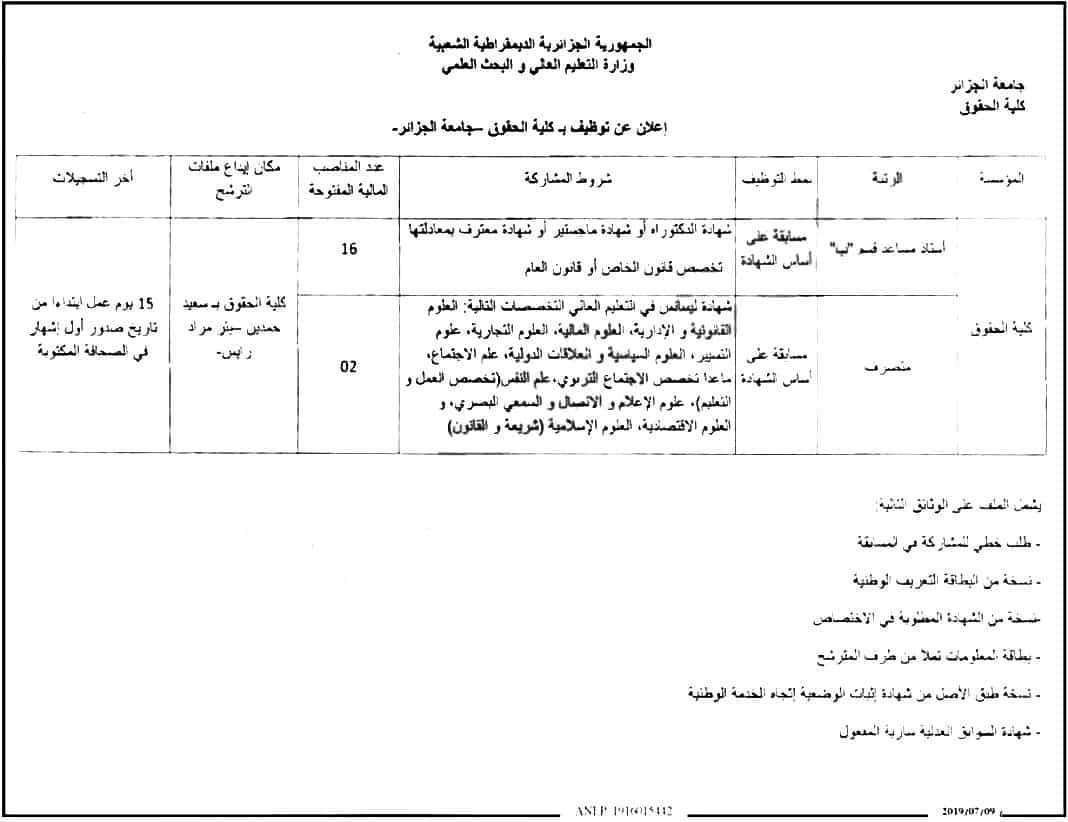 الجمهورية الجزائرية الديمقراطية الشعبية
وزارة التعليم العالي و البحث العلمي
جامعة الجزائر
كلية الحقوق
إعلان عن توظيف بـ كلية الحقوق –جامعة الجزائر-
المؤسسة
الرتبة
نمط التوظيف
شروط المشاركة
عدد المناصب
المالية المفتوحة
مكان إيداع ملفات
الترشح
أخر التسجيلات
كلية الحقوق
أستاذ مساعد قسم "ب"
مسابقة على
أساس الشهادة
شهادة الدكتوراه أو شهادة ماجستير أو شهادة معترف بمعادلتها
تخصص قانون الخاص أو قانون العام
16
كلية الحقوق بـ سعيد
حمدين –بئر مراد
رايس-
15 يوم عمل ابتداءا من
تاريخ صدور أول إشهار
في الصحافة المكتوبة
متصرف
مسابقة على
أساس الشهادة
شهادة ليسانس في التعليم العالي التخصصات التالية: العلوم
القانونية و الإدارية، العلوم المالية، العلوم التجارية، علوم
التسيير، العلوم السياسية و العلاقات الدولية، علم الاجتماع،
ماعدا تخصص الاجتماع التربوي، علم النفس(تخصص العمل و
التعليم)، علوم الإعلام و الاتصال و السمعي البصري، و
العلوم الاقتصادية، العلوم الإسلامية (شريعة و القانون)
02
يشمل الملف على الوثائق التالية:
- طلب خطي للمشاركة في المسابقة
- نسخة من البطاقة التعريف الوطنية
-نسخة من الشهادة المطلوبة في الاختصاص
- بطاقة المعلومات تملا من طرف المترشح
- نسخة طبق الأصل من شهادة إثبات الوضعية إتجاه الخدمة الوطنية
- شهادة السوابق العدلية سارية المفعول
ANEP 1916015442
2019/07/09